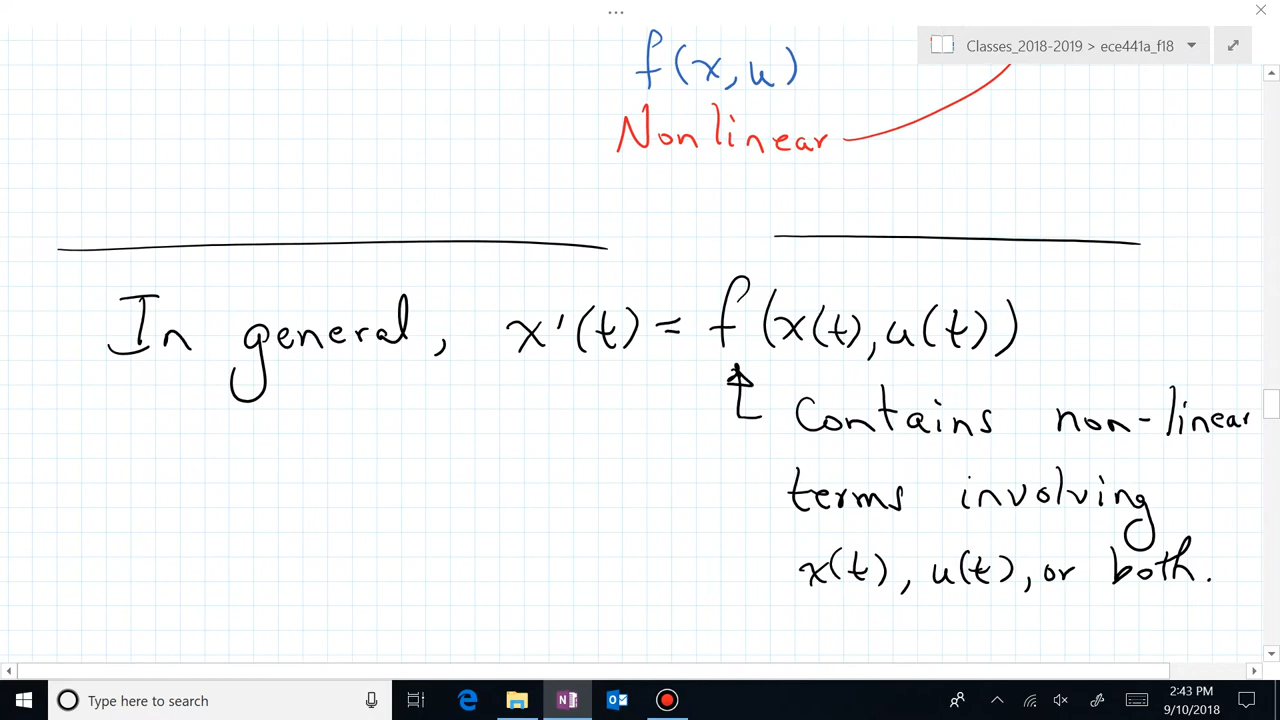 ...
Classes_2018-2019 > ece441a_f18
f(x, u)
Nonlinear
In general, x'(t) = f(x(t), u(t))
Contains non-linear
terms involving
x(t), u(t), or both.
Type here to search
2:43 PM
9/10/2018